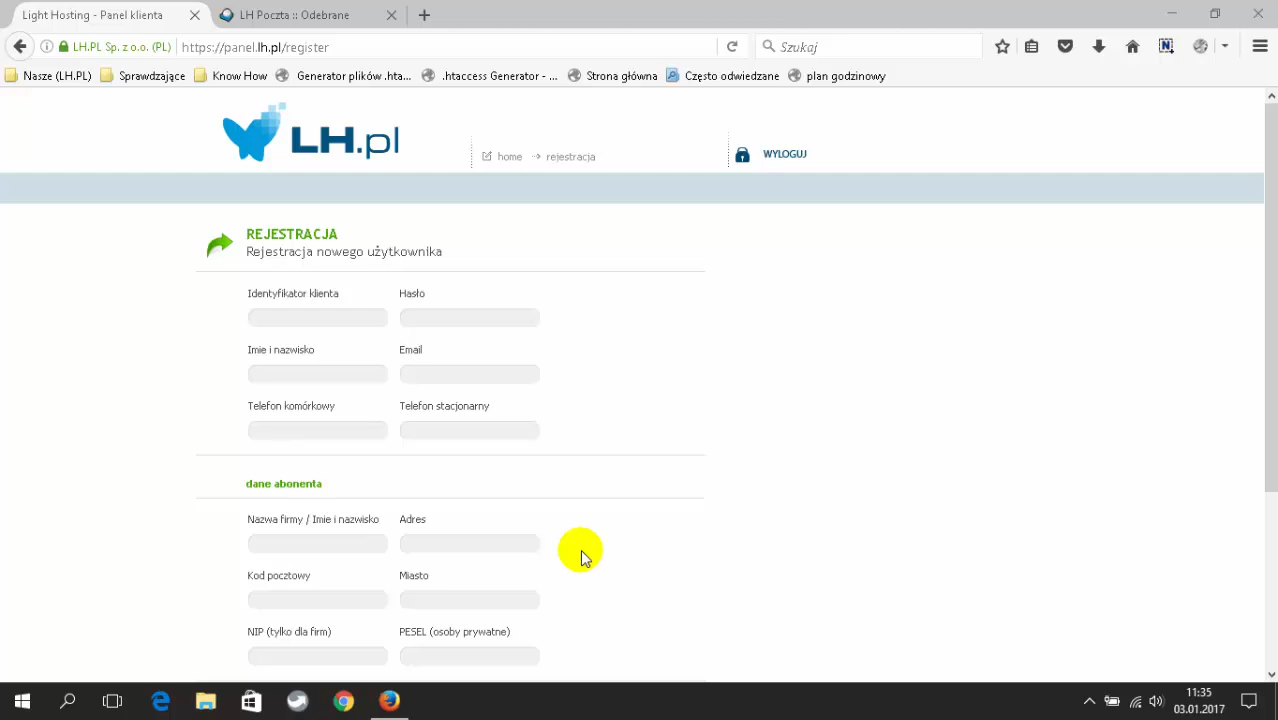 Light Hosting - Panel klienta
LH Poczta :: Odebrane
LH.PL Sp. z o.o. (PL)
https://panel.lh.pl/register
Szukaj
Nasze (LH.PL)
Sprawdzające
Know How
Generator plików .hta...
.htaccess Generator - ...
Strona główna
Często odwiedzane
plan godzinowy
LH.pl
home
rejestracja
WYLOGUJ
REJESTRACJA
Rejestracja nowego użytkownika
Identyfikator klienta
Hasło
Imie i nazwisko
Email
Telefon komórkowy
Telefon stacjonarny
dane abonenta
Nazwa firmy / Imie i nazwisko
Adres
Kod pocztowy
Miasto
NIP (tylko dla firm)
PESEL (osoby prywatne)
11:35
03.01.2017